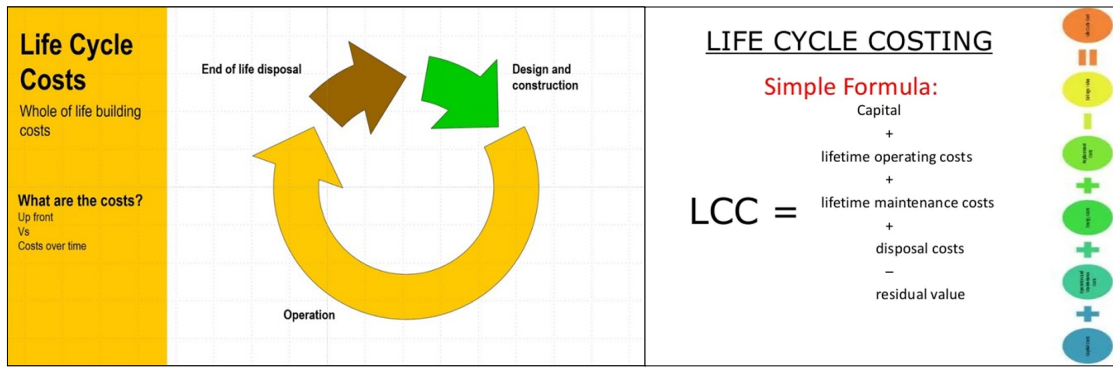 Life Cycle
Costs
Whole of life building
costs
What are the costs?
Up front
Vs
Costs over time
End of life disposal
Design and
construction
Operation
LIFE CYCLE COSTING
Simple Formula:
LCC =
Capital
+
lifetime operating costs
+
lifetime maintenance costs
+
disposal costs
–
residual value